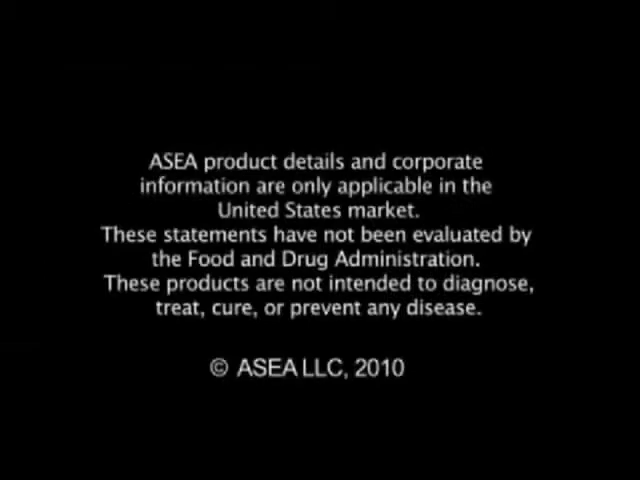 ASEA product details and corporate
information are only applicable in the
United States market.
These statements have not been evaluated by
the Food and Drug Administration.
These products are not intended to diagnose,
treat, cure, or prevent any disease.
© ASEA LLC, 2010